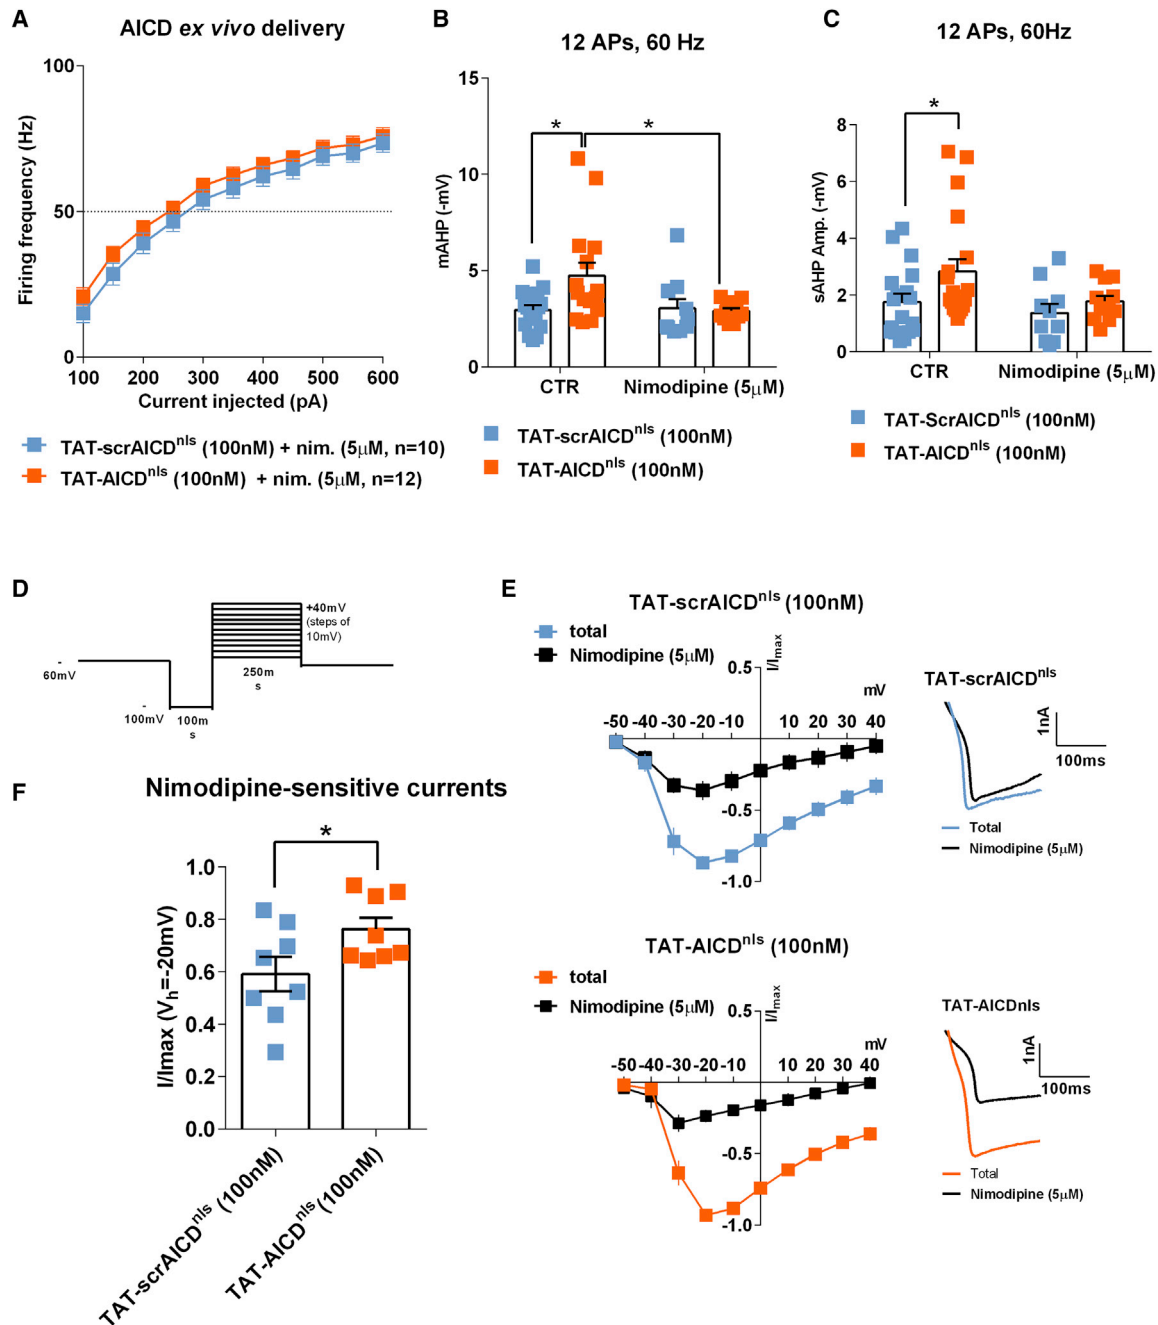 A
AICD ex vivo delivery
100
50
0
Firing frequency (Hz)
100 200 300 400 500 600
Current injected (pA)
TAT-scrAICDnls (100nM) + nim. (5μM, n=10)
TAT-AICDnls (100nM) + nim. (5μM, n=12)
B
12 APs, 60 Hz
15
10
5
0
mAHP (-mV)
* *
CTR Nimodipine (5μM)
TAT-scrAICDnls (100nM)
TAT-AICDnls (100nM)
C
12 APs, 60Hz
8
6
4
2
0
sAHP Amp. (-mV)
*
CTR Nimodipine (5μM)
TAT-ScrAICDnls (100nM)
TAT-AICDnls (100nM)
D
-
60mV
-
100mV
100m
s
250m
s
+40mV
(steps of
10mV)
E
TAT-scrAICDnls (100nM)
total
Nimodipine (5μM)
I/Imax
0.5
mV
-50 -40 -30 -20 -10 10 20 30 40
-0.5
-1.0
TAT-scrAICDnls
1nA
100ms
Total
Nimodipine (5μM)
TAT-AICDnls (100nM)
total
Nimodipine (5μM)
I/Imax
0.5
mV
-50 -40 -30 -20 -10 10 20 30 40
-0.5
-1.0
TAT-AICDnls
1nA
100ms
Total
Nimodipine (5μM)
F
Nimodipine-sensitive currents
*
1.0
0.8
0.6
0.4
0.2
0.0
I/Imax (Vh=-20mV)
TAT-scrAICDnls (100nM)
TAT-AICDnls (100nM)